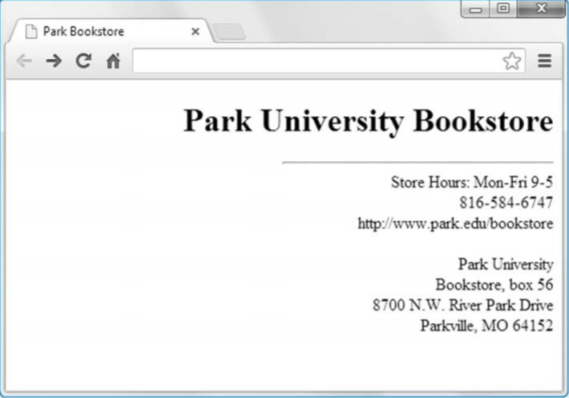 Park Bookstore
Park University Bookstore
Store Hours: Mon-Fri 9-5
816-584-6747
http://www.park.edu/bookstore
Park University
Bookstore, box 56
8700 N.W. River Park Drive
Parkville, MO 64152